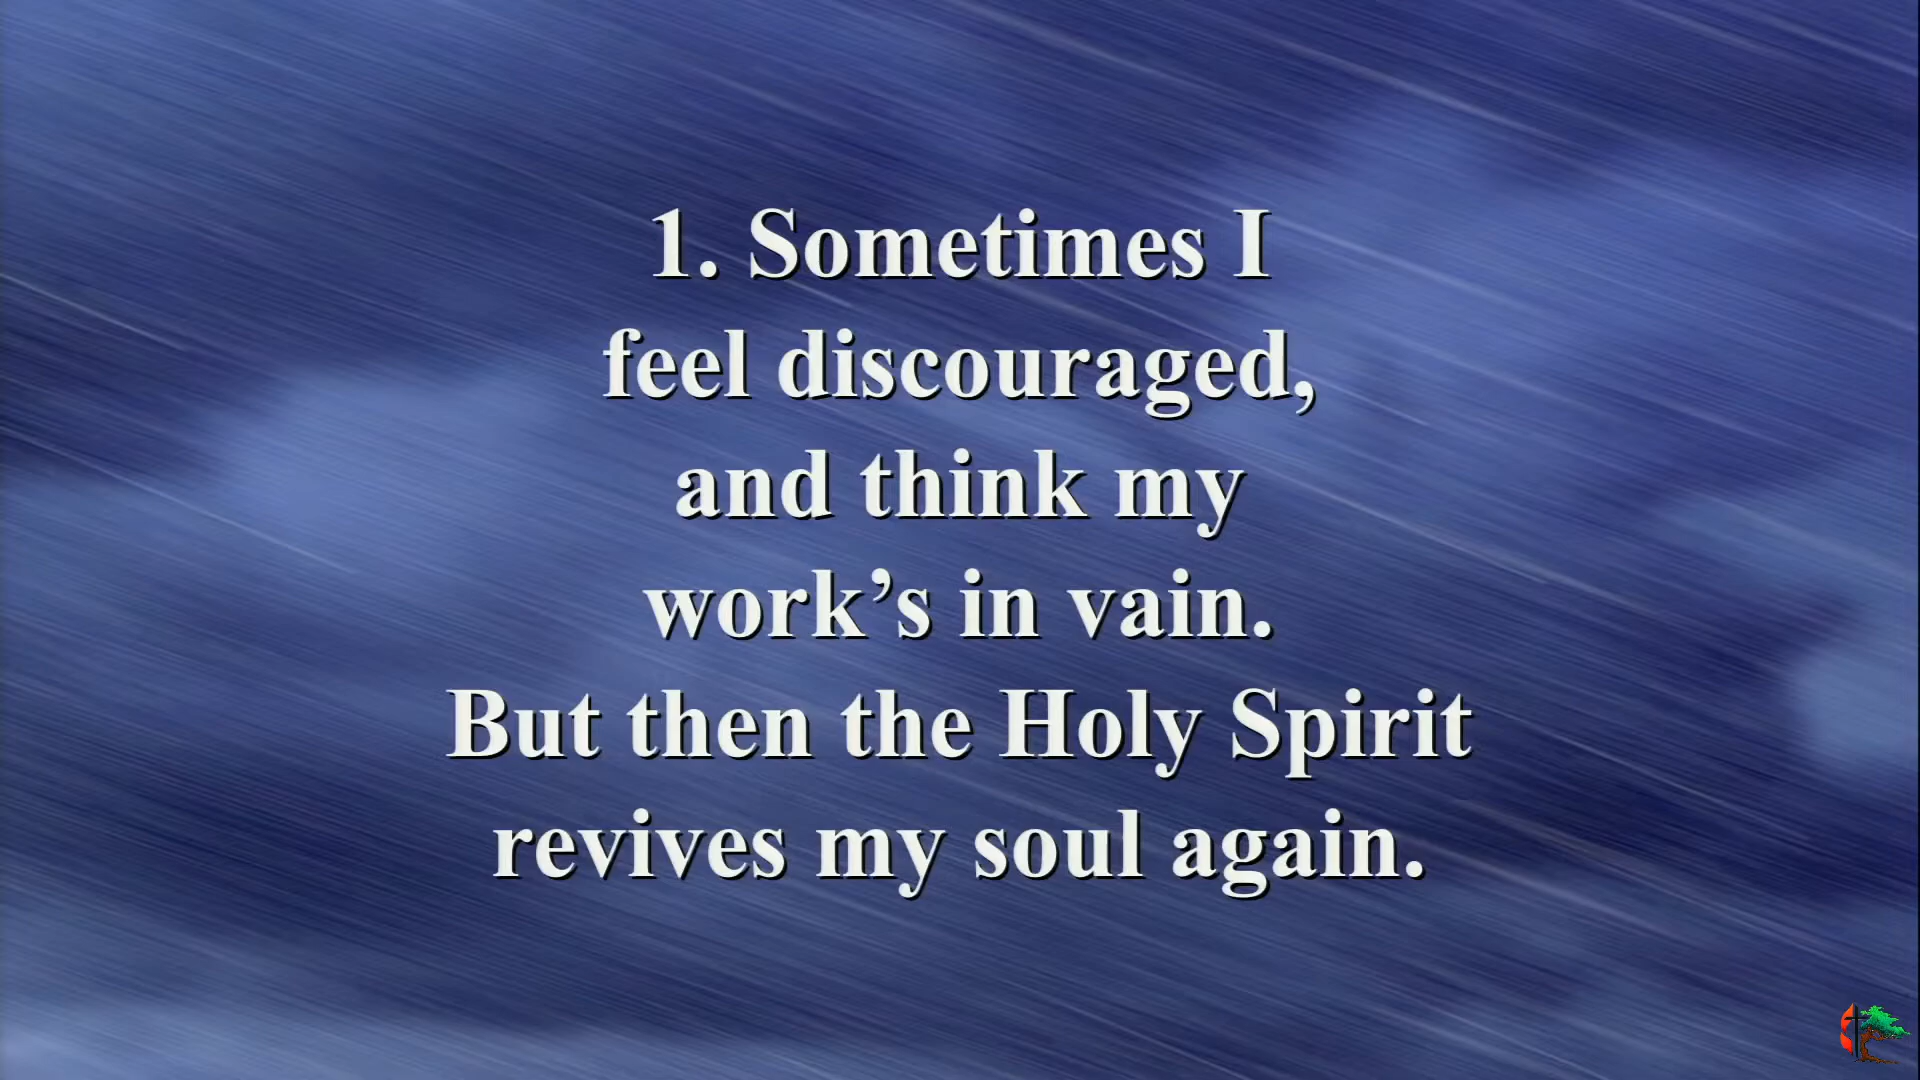 1. Sometimes I
feel discouraged,
and think my
work’s in vain.
But then the Holy Spirit
revives my soul again.